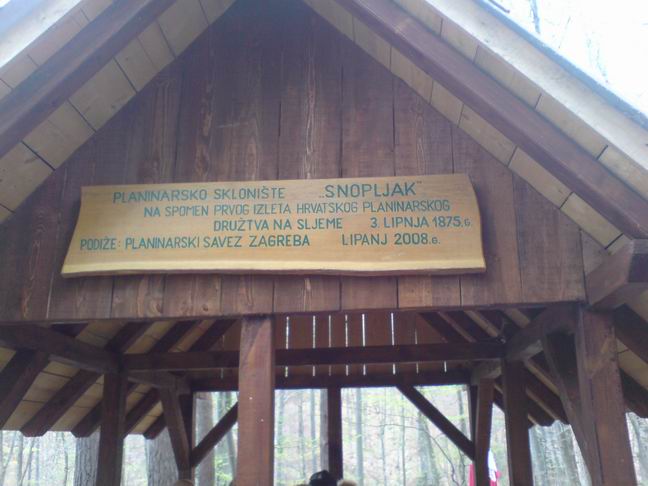 PLANINARSKO SKLONIŠTE „SNOPLJAK"
NA SPOMEN PRVOG IZLETA HRVATSKOG PLANINARSKOG
DRUŽTVA NA SLJEME 3. LIPNJA 1875.G.
PODIŽE: PLANINARSKI SAVEZ ZAGREBA LIPANJ 2008.G.